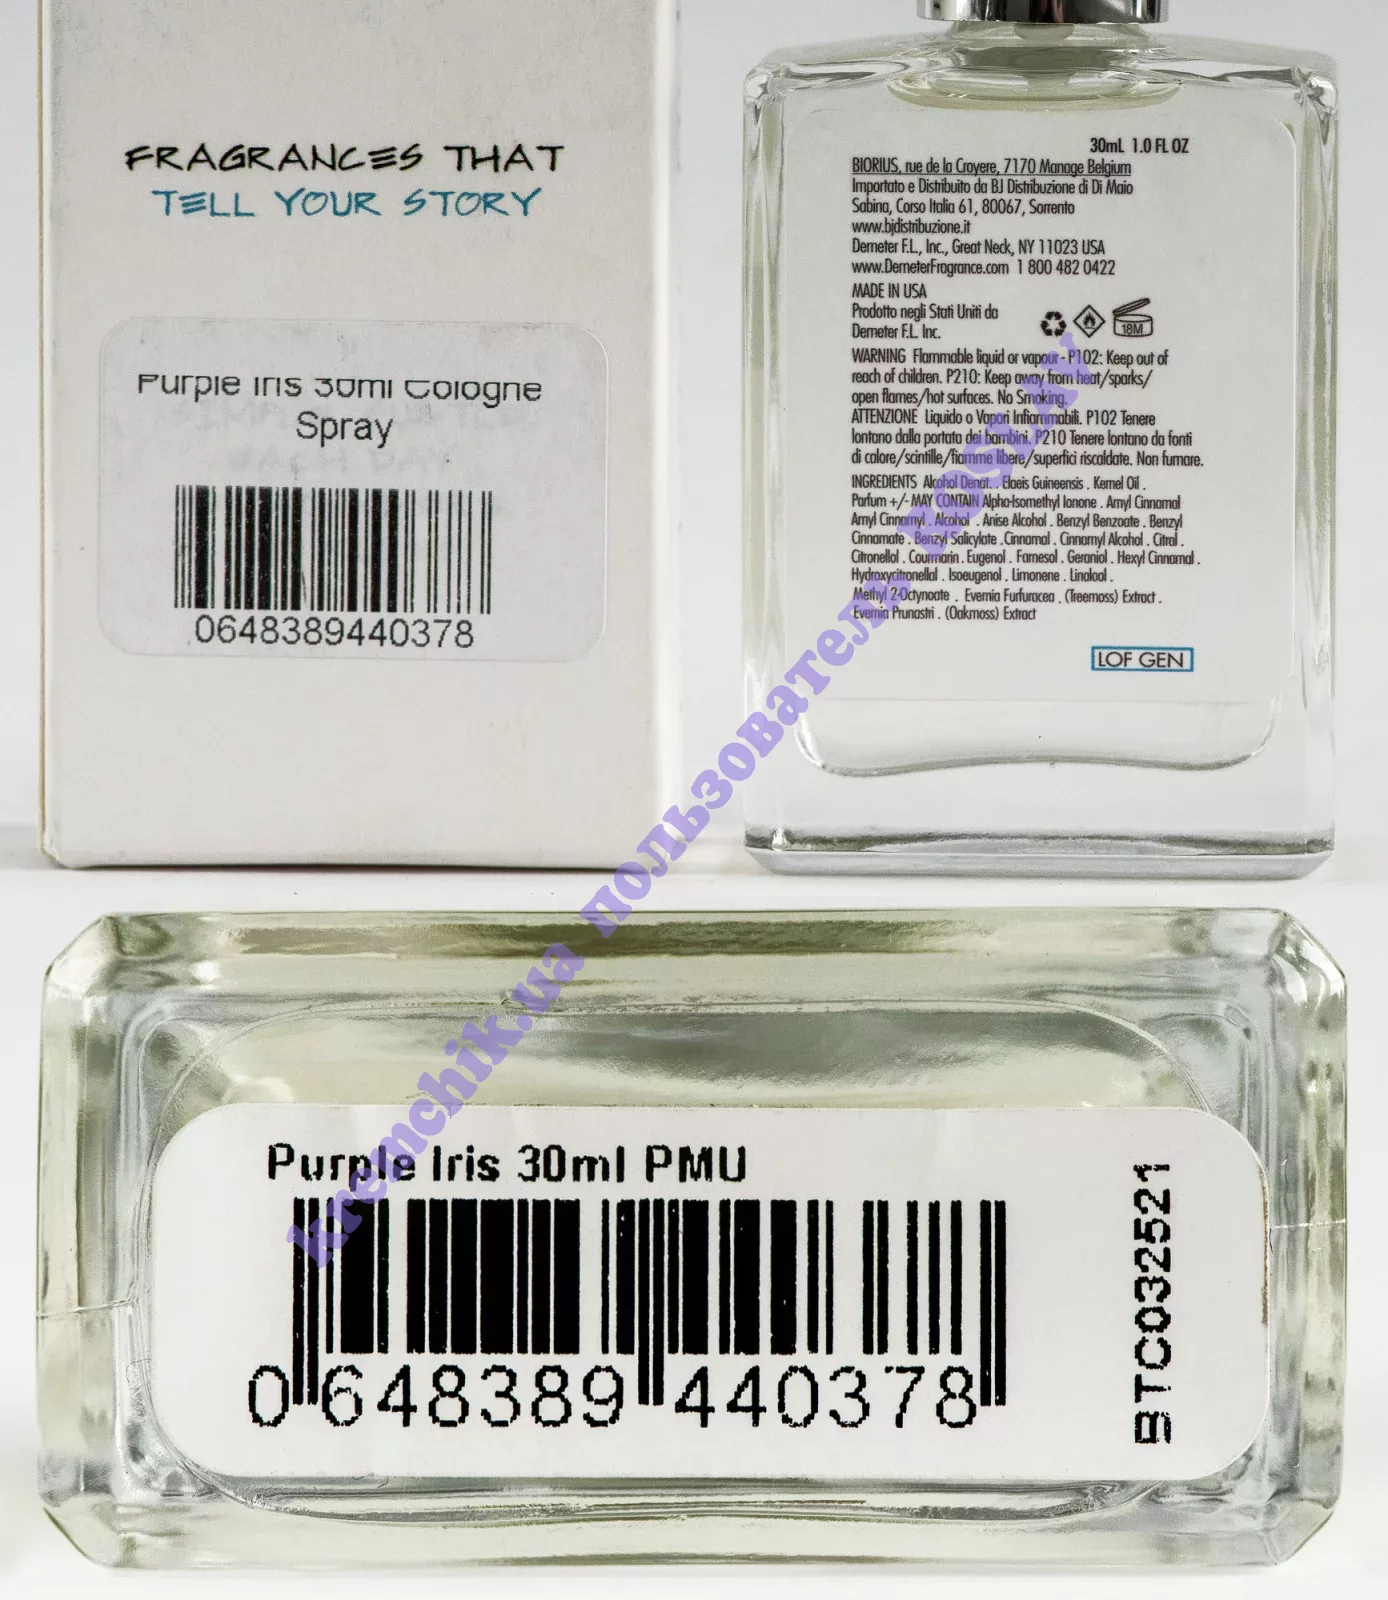 FRAGRANCES THAT
TELL YOUR STORY
Purple Iris 30ml Cologne
Spray
0648389440378
30mL 1.0 FL OZ
BIORIUS, rue de la Croyere, 7170 Manage Belgium
Importato e Distribuito da BJ Distribuzione di Di Maio
Sabina, Corso Italia 61, 80067, Sorrento
www.bjdistribuzione.it
Demeter F.L., Inc., Great Neck, NY 11023 USA
www.DemeterFragrance.com 1 800 482 0422
MADE IN USA
Prodotto negli Stati Uniti da
Demeter F.L. Inc.
18M
WARNING Flammable liquid or vapour - P102: Keep out of
reach of children. P210: Keep away from heat/sparks/
open flames/hot surfaces. No Smoking.
ATTENZIONE Liquido o Vapori Infiammabili. P102 Tenere
lontano dalla portata dei bambini. P210 Tenere lontano da fonti
di calore/scintille/fiamme libere/superfici riscaldate. Non fumare.
INGREDIENTS Alcohol Denat. . Elaeis Guineensis . Kernel Oil .
Parfum +/- MAY CONTAIN Alpha-Isomethyl Ionone . Amyl Cinnamal
Amyl Cinnamyl . Alcohol . Anise Alcohol . Benzyl Benzoate . Benzyl
Cinnamate . Benzyl Salicylate . Cinnamal . Cinnamyl Alcohol . Citral .
Citronellol . Courmarin . Eugenol . Farnesol . Geraniol . Hexyl Cinnamal .
Hydroxycitronellal . Isoeugenol . Limonene . Linalool .
Methyl 2-Octynoate . Evernia Furfuracea . (Treemoss) Extract .
Evernia Prunastri . (Oakmoss) Extract
LOF GEN
kremchik.ua пользователь ROSLAV
Purple Iris 30ml PMU
0 648389 440378
BTC032521